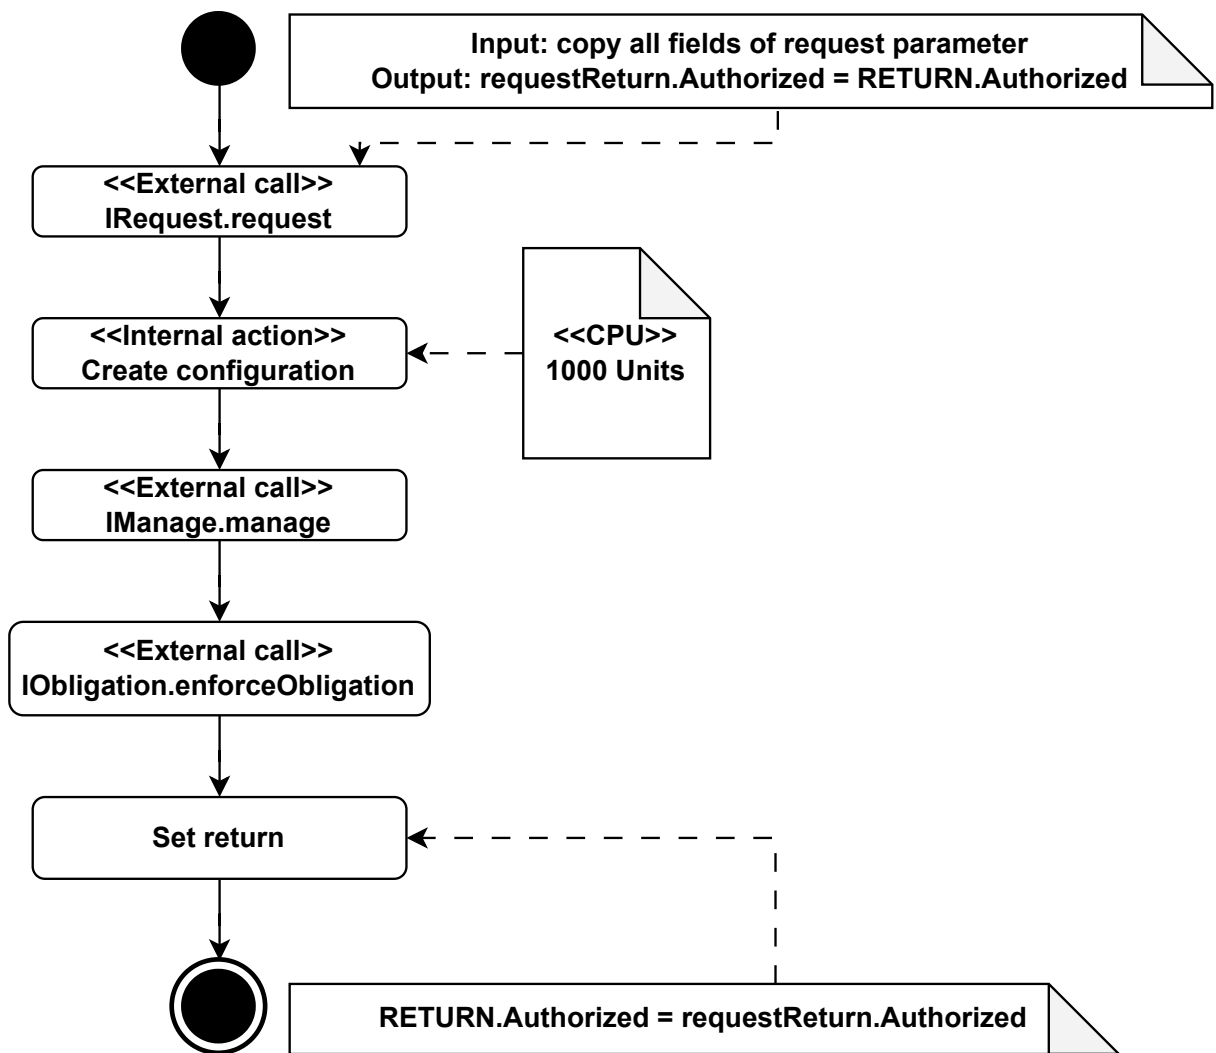 Input: copy all fields of request parameter
Output: requestReturn.Authorized = RETURN.Authorized
<<External call>>
IRequest.request
<<Internal action>>
Create configuration
<<CPU>>
1000 Units
<<External call>>
IManage.manage
<<External call>>
IObligation.enforceObligation
Set return
RETURN.Authorized = requestReturn.Authorized